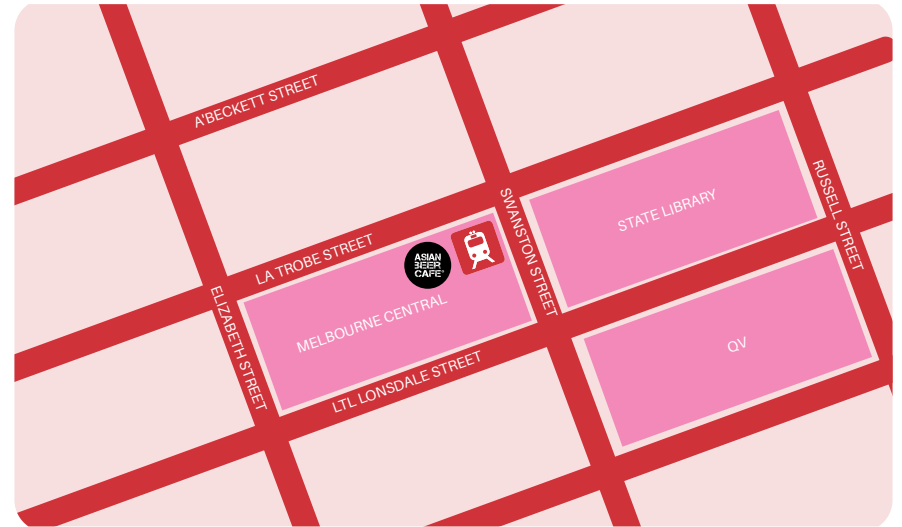 A'BECKETT STREET
LA TROBE STREET
ELIZABETH STREET
SWANSTON STREET
RUSSELL STREET
STATE LIBRARY
ASIAN
BEER
CAFE
MELBOURNE CENTRAL
LTL LONSDALE STREET
QV